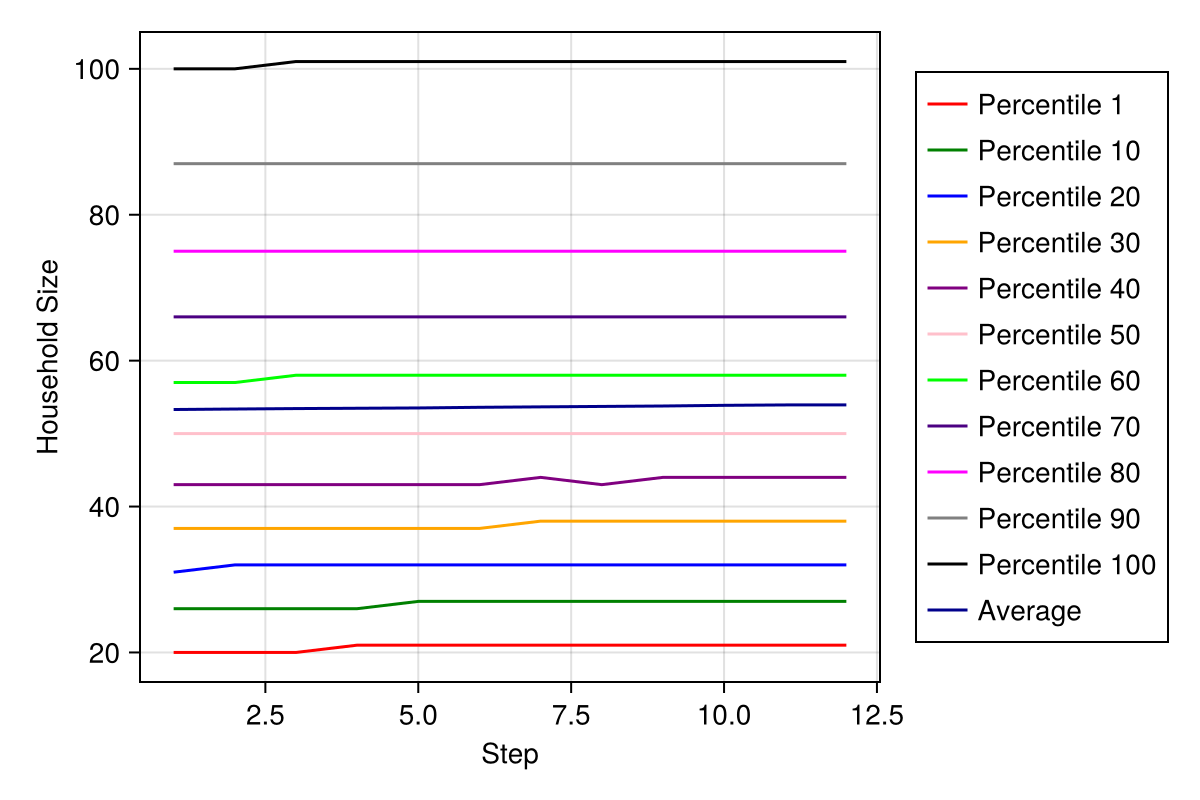 100
80
60
40
20
Household Size
2.5
5.0
7.5
10.0
12.5
Step
Percentile 1
Percentile 10
Percentile 20
Percentile 30
Percentile 40
Percentile 50
Percentile 60
Percentile 70
Percentile 80
Percentile 90
Percentile 100
Average